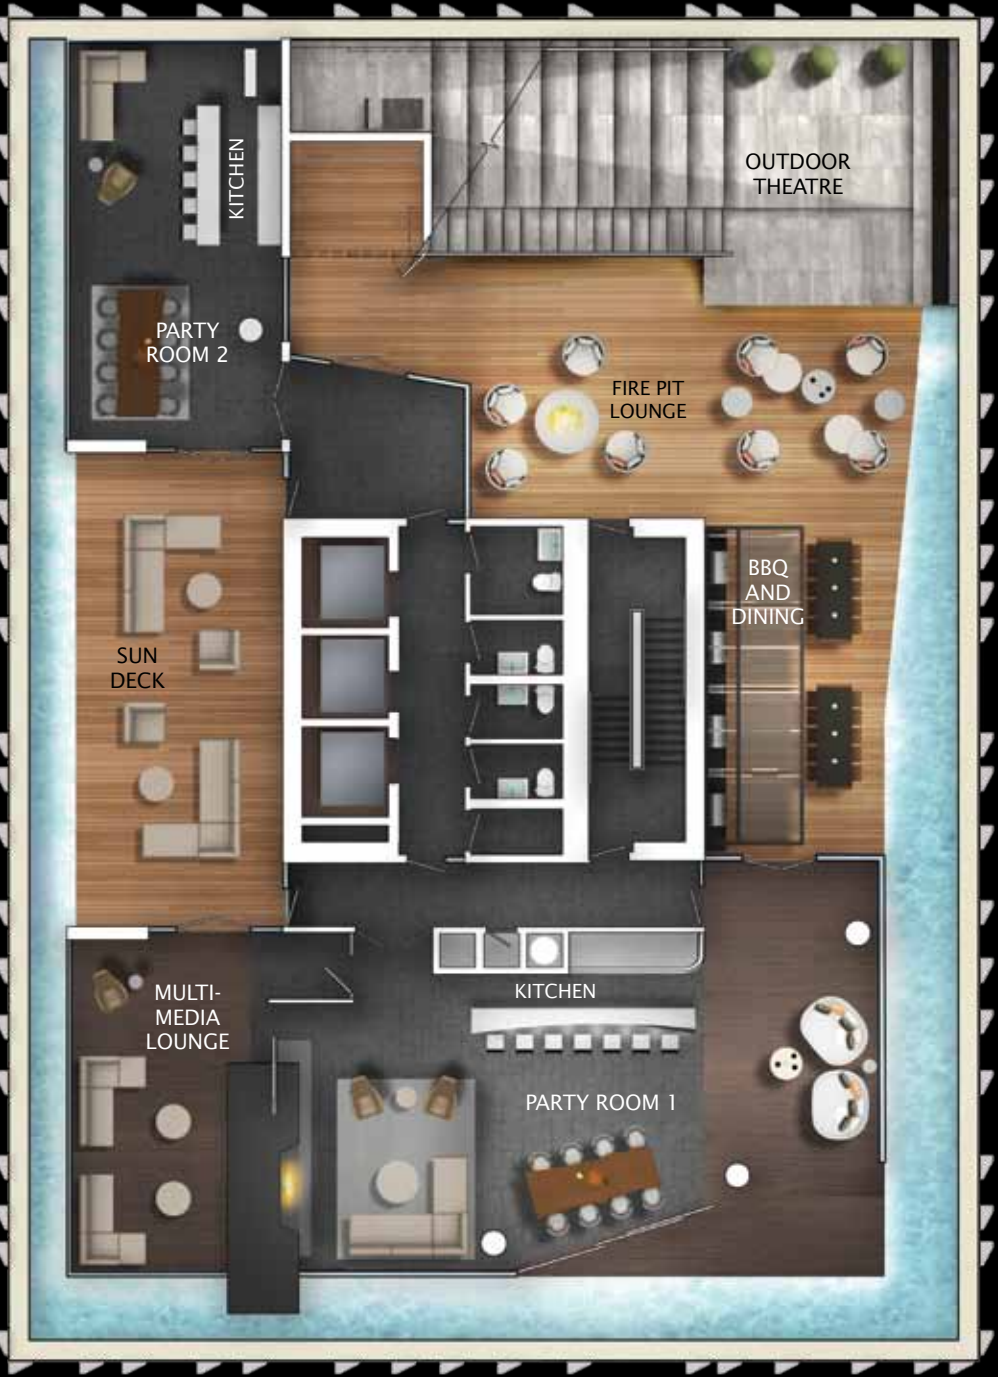 OUTDOOR
THEATRE
KITCHEN
PARTY
ROOM 2
FIRE PIT
LOUNGE
BBQ
AND
DINING
SUN
DECK
KITCHEN
MULTI-
MEDIA
LOUNGE
PARTY ROOM 1